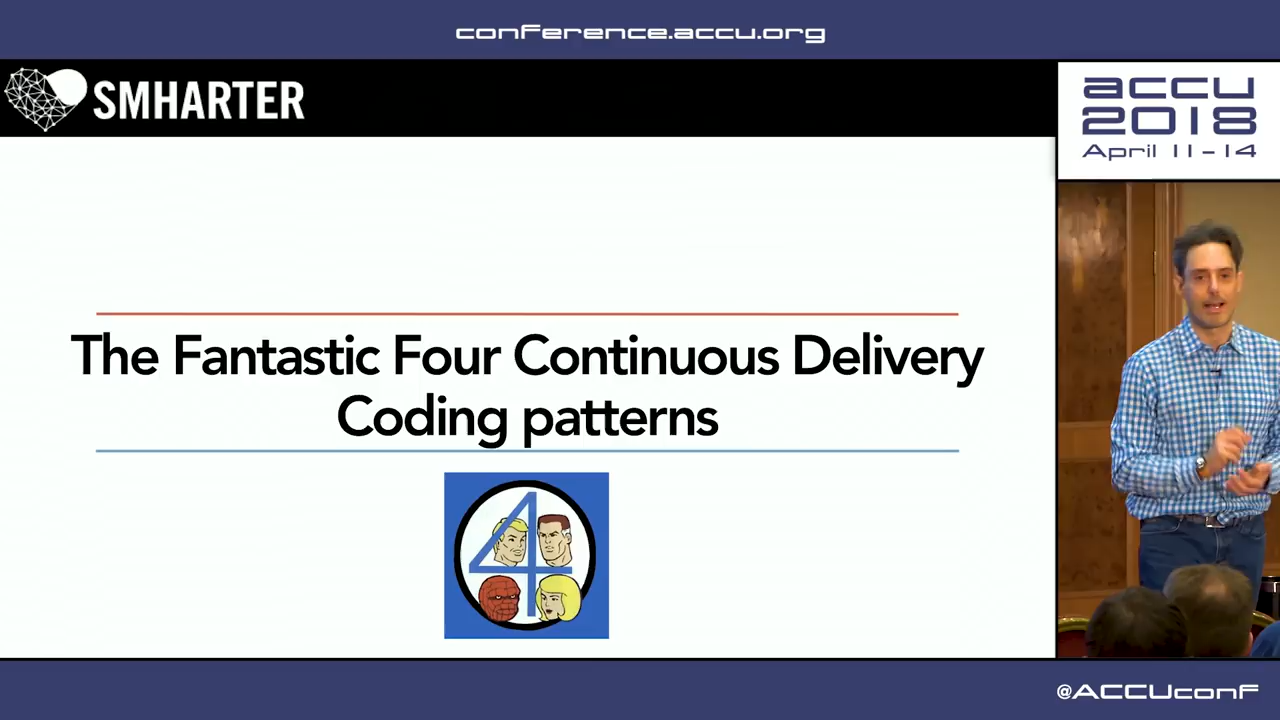 conference.accu.org
SMHARTER
accu
2018
April 11-14
The Fantastic Four Continuous Delivery
Coding patterns
4
@ACCUconf